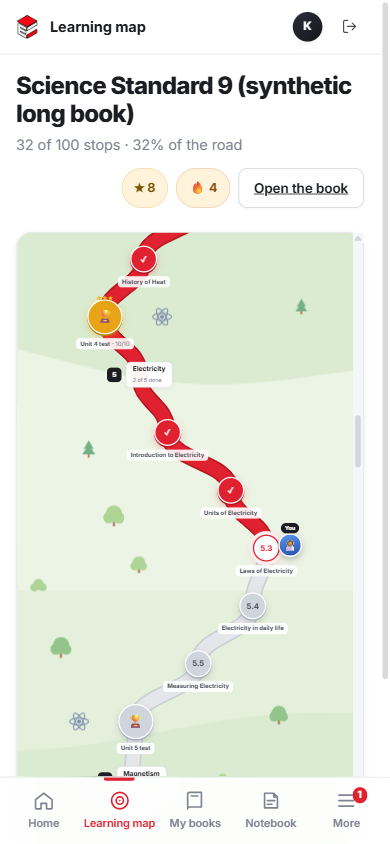 Learning map
K
Science Standard 9 (synthetic
long book)
32 of 100 stops · 32% of the road
8
4
Open the book
History of Heat
Unit 4 test · 10/10
5
Electricity
2 of 5 done
Introduction to Electricity
Units of Electricity
You
5.3
Laws of Electricity
5.4
Electricity in daily life
5.5
Measuring Electricity
Unit 5 test
Magnetism
1
Home
Learning map
My books
Notebook
More